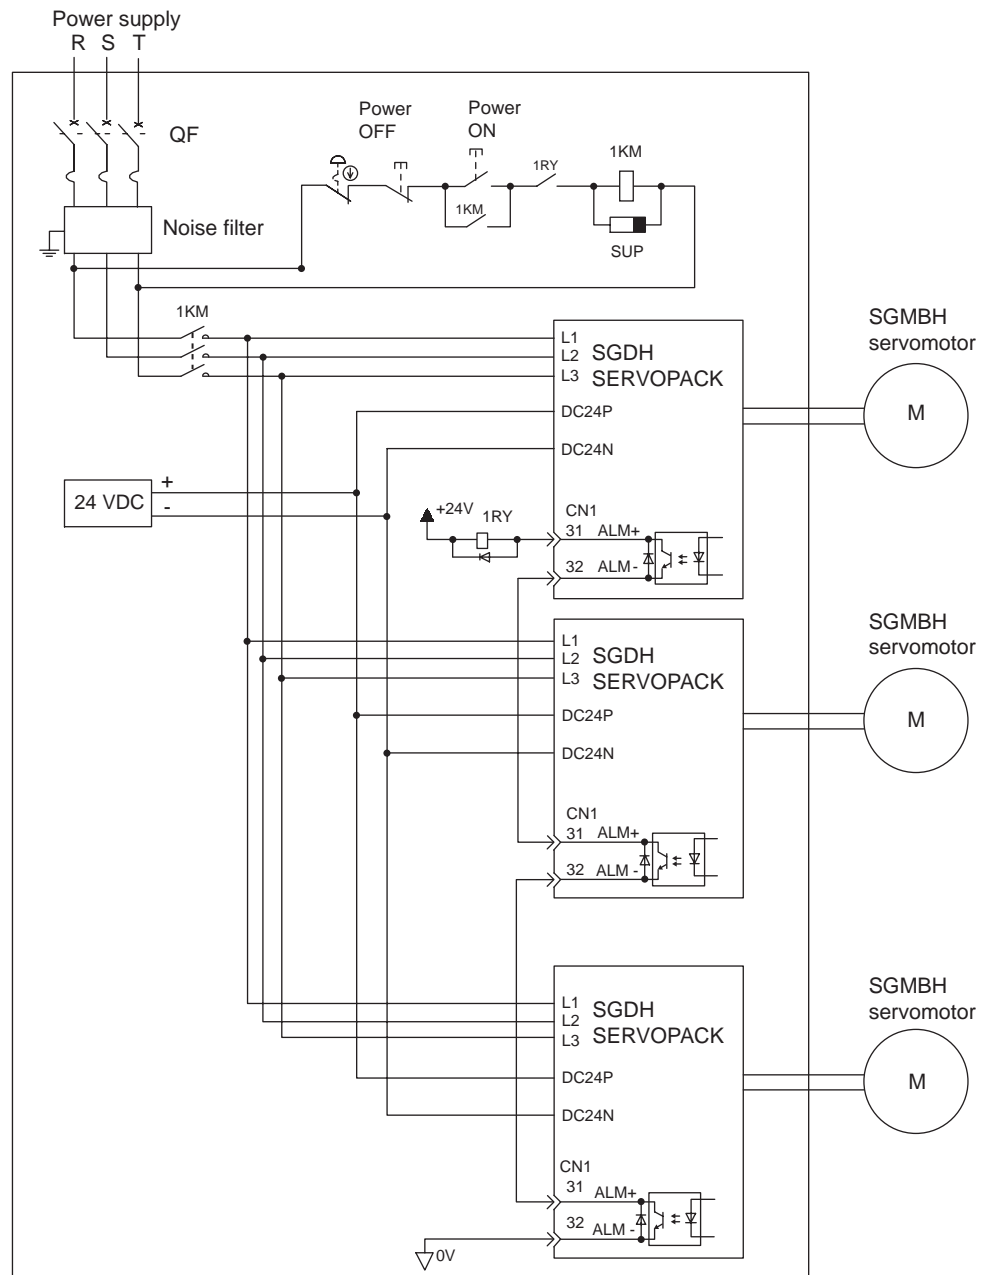 Power supply
R S T
QF
Power
OFF
Power
ON
1RY
1KM
1KM
SUP
Noise filter
1KM
L1
L2
L3
SGDH
SERVOPACK
DC24P
DC24N
SGMBH
servomotor
M
24 VDC
+
-
+24V
1RY
CN1
31 ALM+
32 ALM-
L1
L2
L3
SGDH
SERVOPACK
DC24P
DC24N
SGMBH
servomotor
M
CN1
31 ALM+
32 ALM -
L1
L2
L3
SGDH
SERVOPACK
DC24P
DC24N
SGMBH
servomotor
M
CN1
31 ALM+
32 ALM -
0V